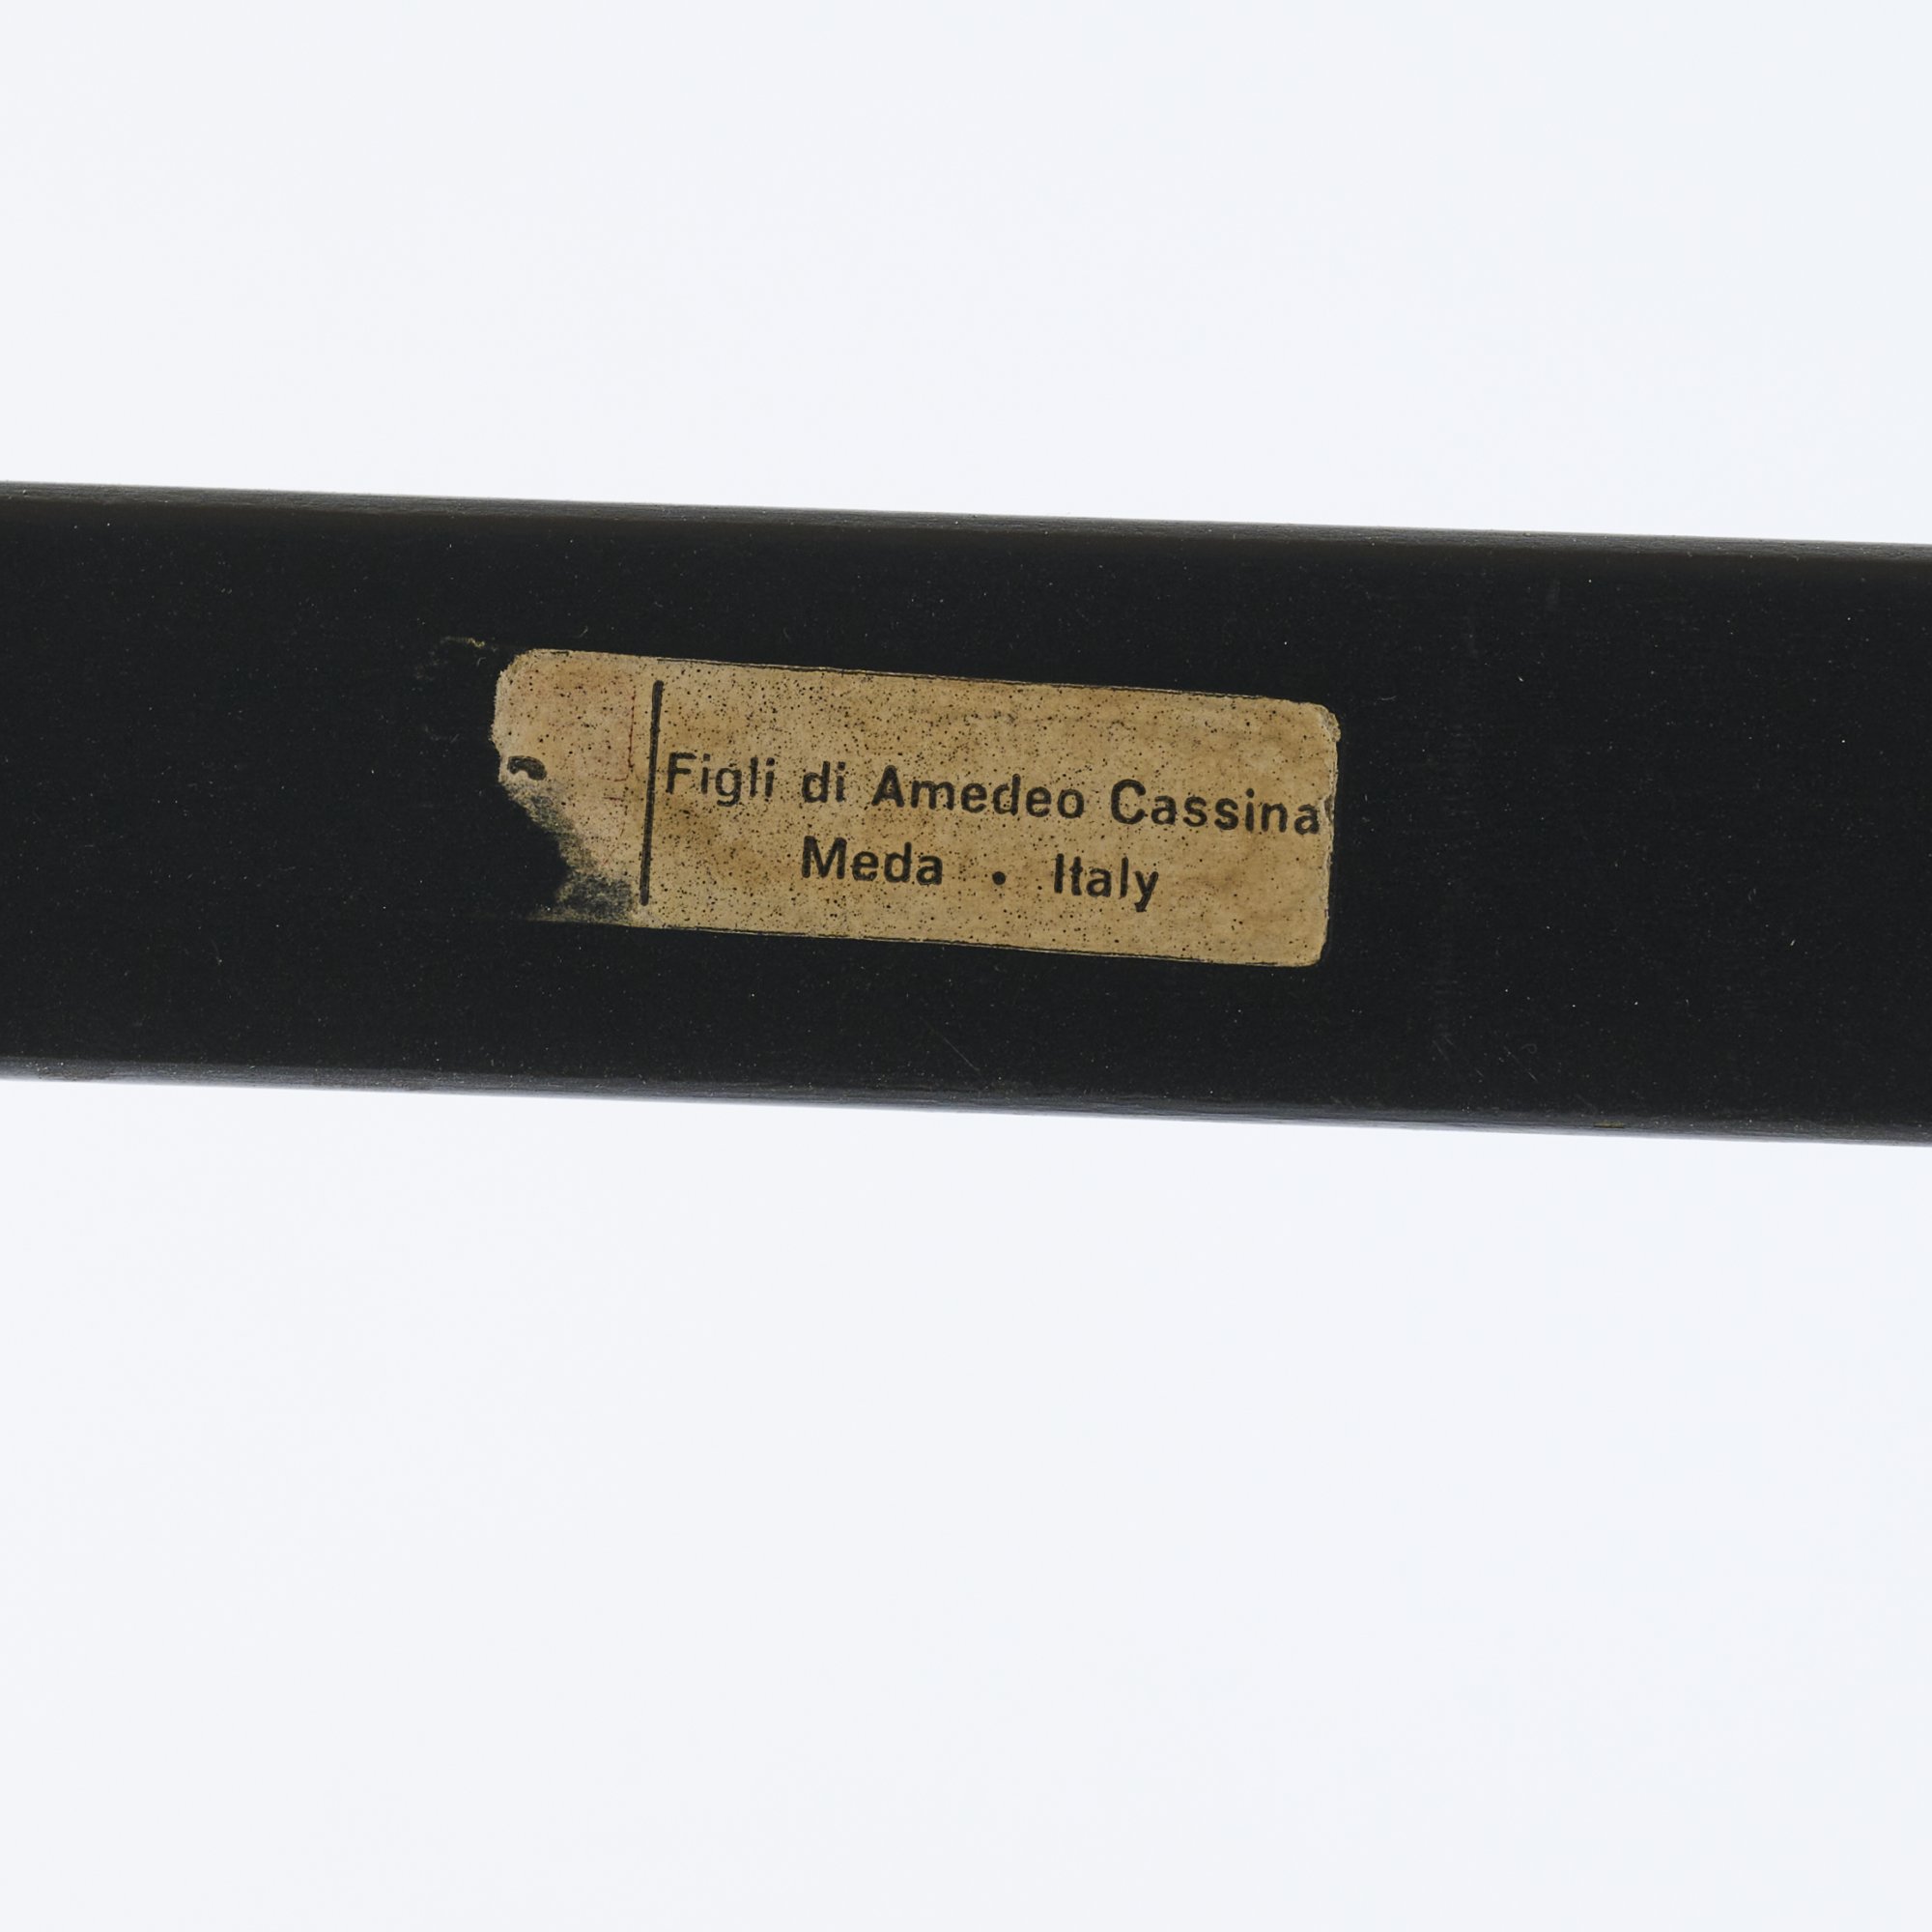 Figli di Amedeo Cassina
Meda • Italy